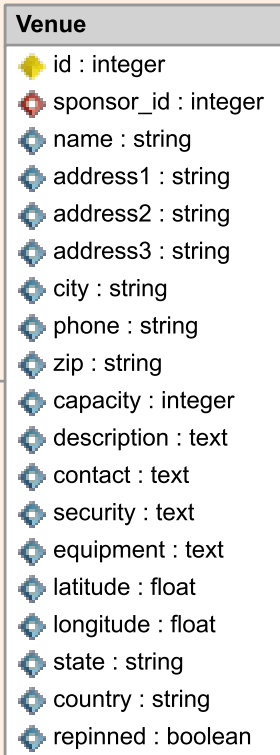 Venue
id : integer
sponsor_id : integer
name : string
address1 : string
address2 : string
address3 : string
city : string
phone : string
zip : string
capacity : integer
description : text
contact : text
security : text
equipment : text
latitude : float
longitude : float
state : string
country : string
repinned : boolean